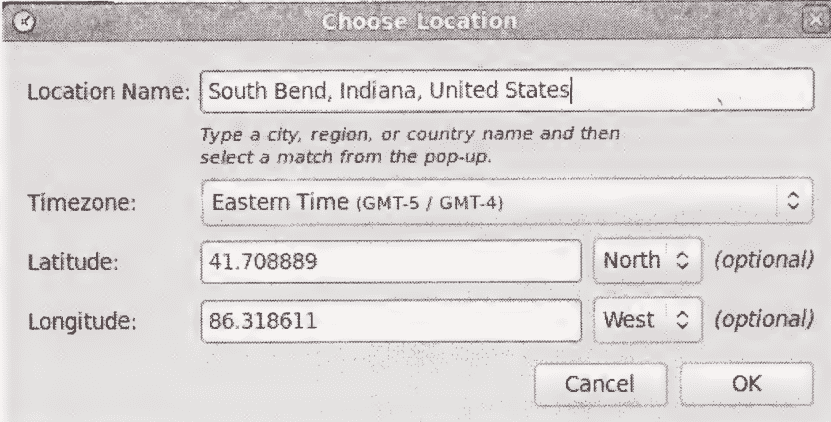 Choose Location
Location Name: South Bend, Indiana, United States
Type a city, region, or country name and then
select a match from the pop-up.
Timezone: Eastern Time (GMT-5 / GMT-4)
Latitude: 41.708889 North (optional)
Longitude: 86.318611 West (optional)
Cancel OK